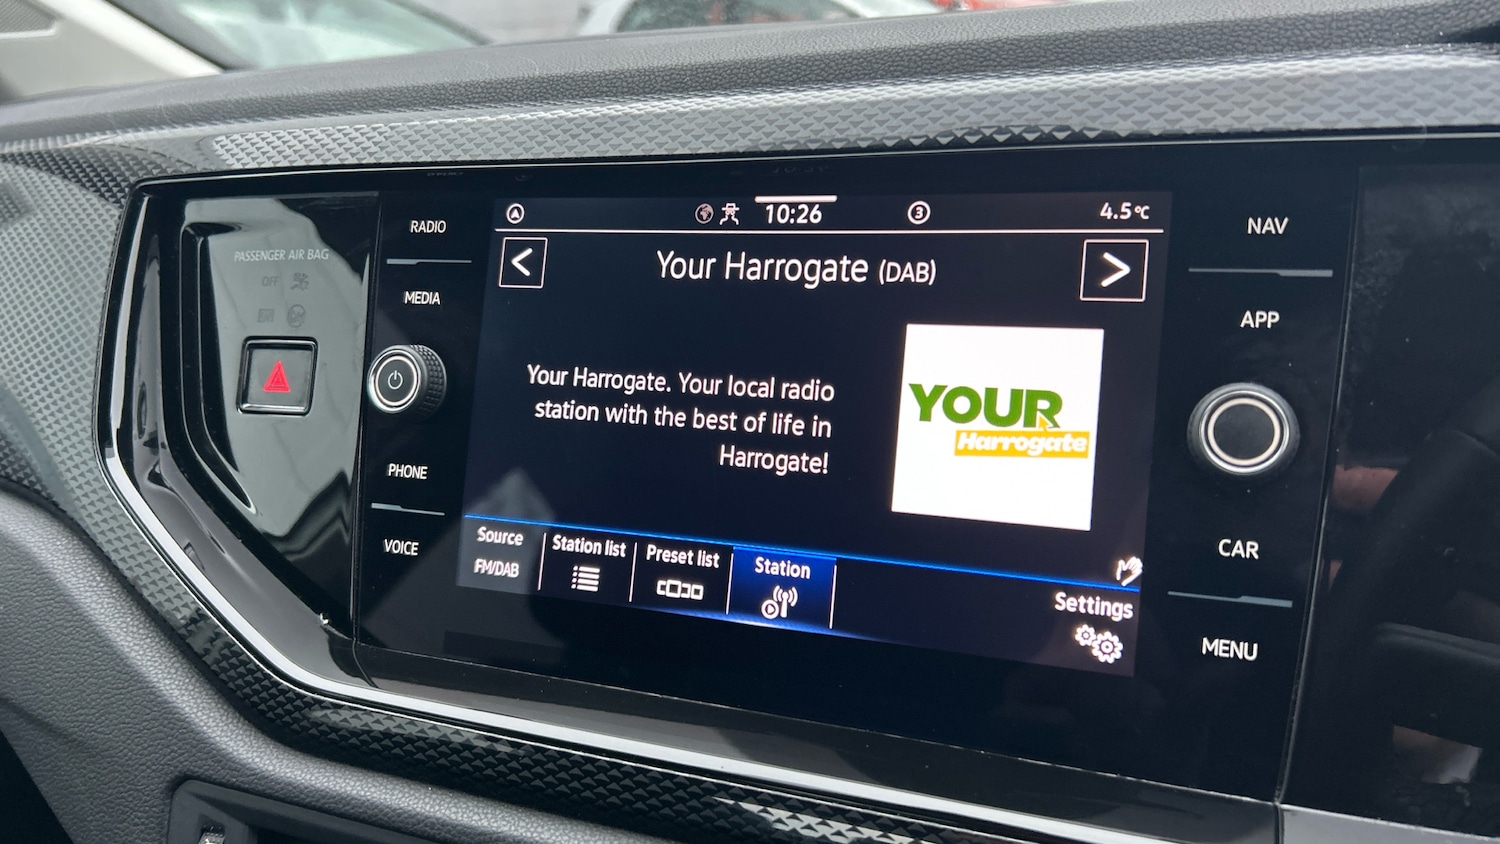 RADIO
MEDIA
PHONE
VOICE
PASSENGER AIR BAG
OFF
10:26
3
4.5°C
Your Harrogate (DAB)
Your Harrogate. Your local radio
station with the best of life in
Harrogate!
YOUR
Harrogate
Source
FM/DAB
Station list
Preset list
Station
Settings
NAV
APP
CAR
MENU